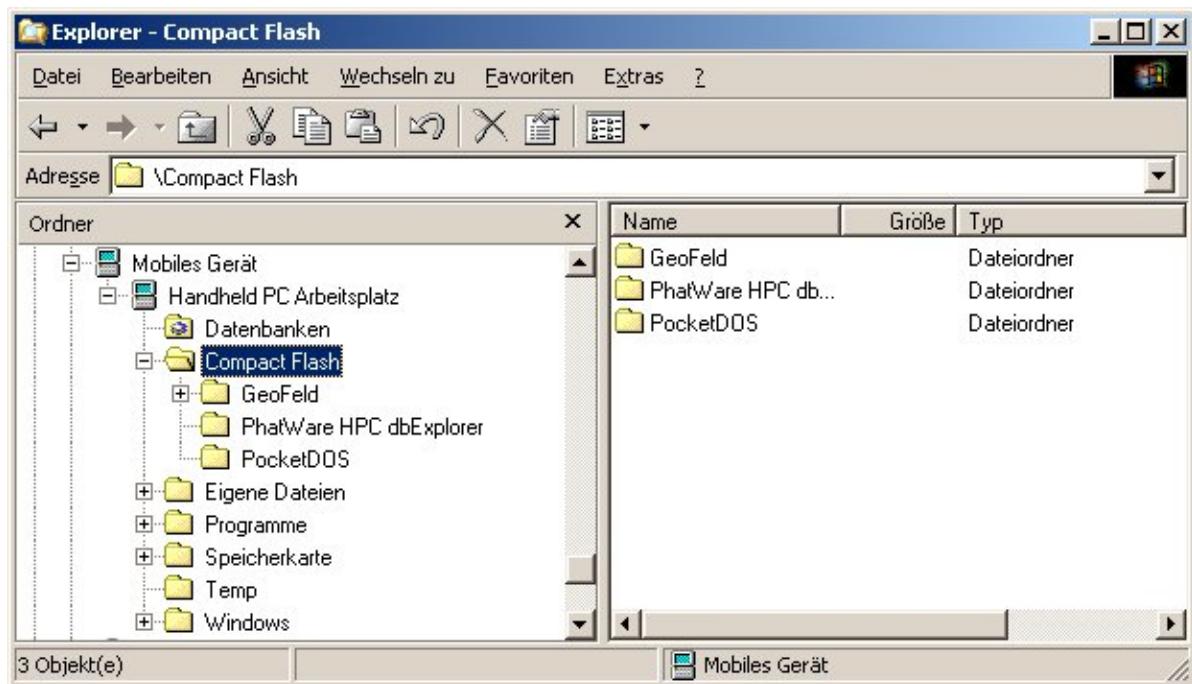 Explorer - Compact Flash
Datei Bearbeiten Ansicht Wechseln zu Favoriten Extras ?
Adresse \Compact Flash
Ordner
Mobiles Gerät
Handheld PC Arbeitsplatz
Datenbanken
Compact Flash
GeoFeld
PhatWare HPC dbExplorer
PocketDOS
Eigene Dateien
Programme
Speicherkarte
Temp
Windows
Name Größe Typ
GeoFeld Dateiordner
PhatWare HPC db... Dateiordner
PocketDOS Dateiordner
3 Objekt(e) Mobiles Gerät